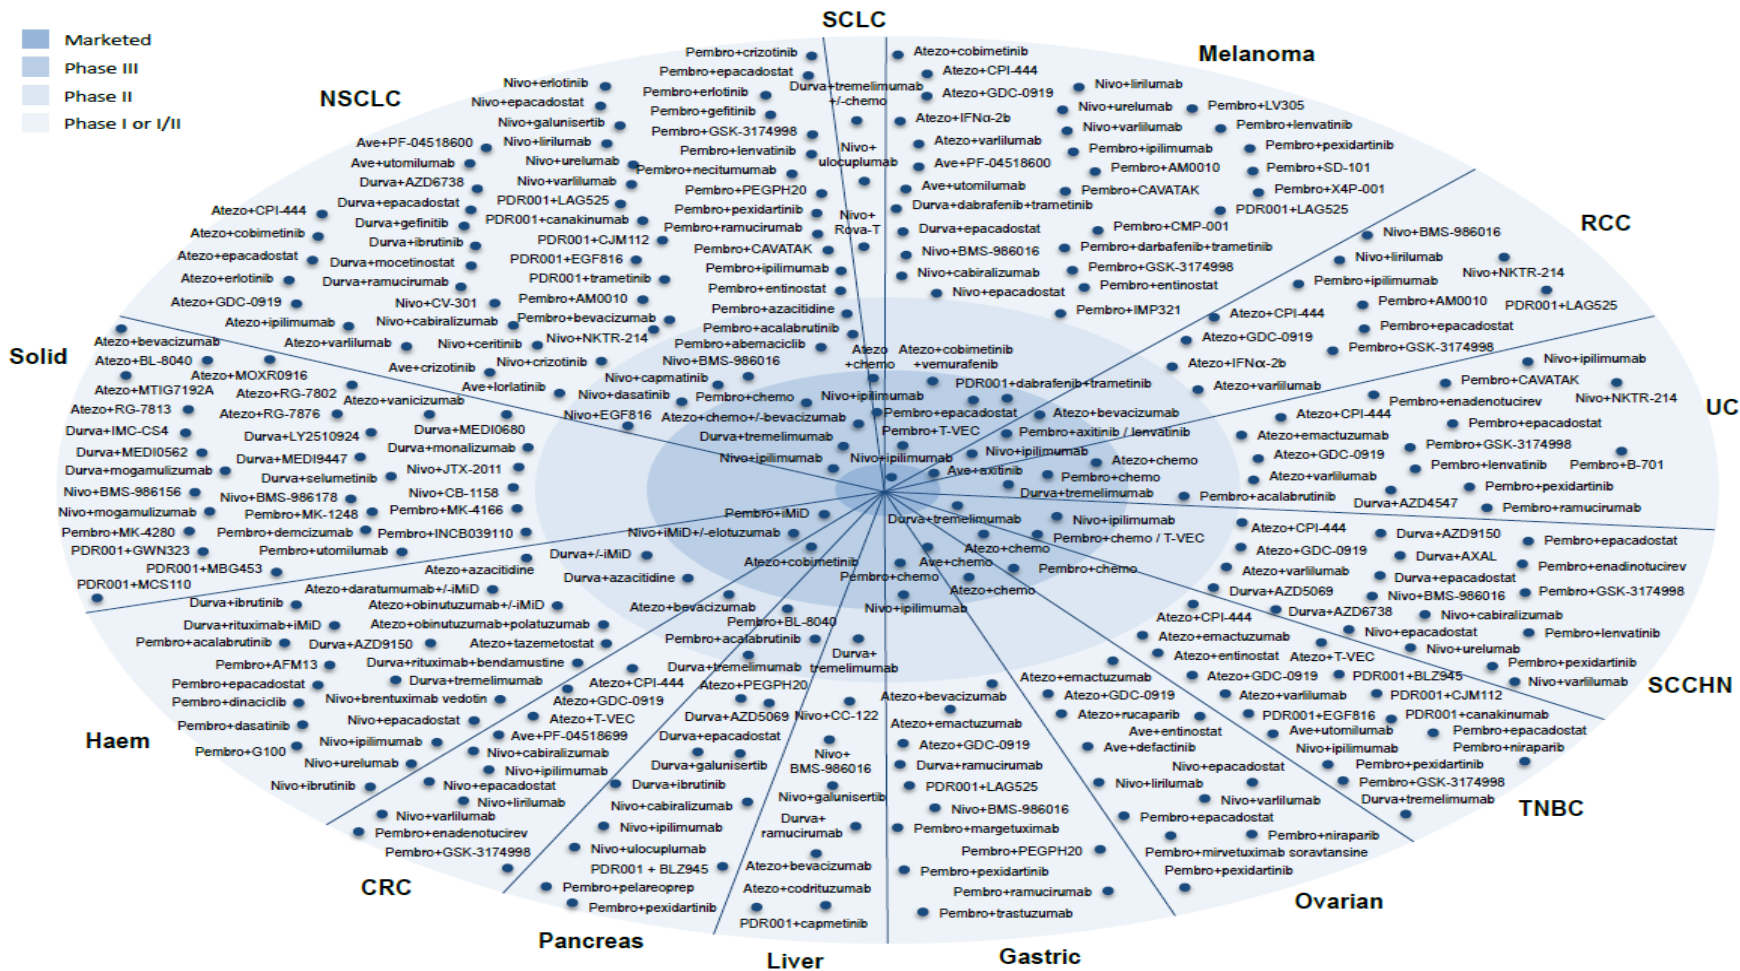 SCLC
Marketed
Phase III
Phase II
Phase I or I/II
NSCLC
Pembro+crizotinib
Pembro+epacadostat
Nivo+erlotinib
Pembro+erlotinib
Nivo+epacadostat
Pembro+gefitinib
Nivo+galunisertib
Pembro+GSK-3174998
Ave+PF-04518600
Nivo+lirilumab
Pembro+lenvatinib
Ave+utomilumab
Nivo+urelumab
Pembro+necitumumab
Durva+AZD6738
Nivo+varlilumab
Pembro+PEGPH20
Durva+epacadostat
PDR001+LAG525
Atezo+CPI-444
Pembro+pexidartinib
Durva+gefinitib
PDR001+canakinumab
Pembro+ramucirumab
Atezo+cobimetinib
Durva+ibrutinib
PDR001+CJM112
Pembro+CAVATAK
Atezo+epacadostat
Durva+mocetinostat
PDR001+EGF816
Pembro+ipilimumab
Atezo+erlotinib
Durva+ramucirumab
PDR001+trametinib
Pembro+entinostat
Atezo+GDC-0919
Nivo+CV-301
Pembro+AM0010
Pembro+azacitidine
Atezo+ipilimumab
Nivo+cabiralizumab
Pembro+bevacizumab
Pembro+acalabrutinib
Atezo+varlilumab
Nivo+ceritinib
Nivo+NKTR-214
Pembro+abemaciclib
Ave+crizotinib
Nivo+crizotinib
Nivo+BMS-986016
Ave+lorlatinib
Nivo+capmatinib
Nivo+dasatinib
Pembro+chemo
Nivo+EGF816
Atezo+chemo+/-bevacizumab
Durva+tremelimumab
Nivo+ipilimumab
Durva+tremelimumab
+/-chemo
Nivo+
ulocuplumab
Nivo+
Rova-T
Atezo
+chemo
Nivo+ipilimumab
Melanoma
Atezo+cobimetinib
Atezo+CPI-444
Nivo+lirilumab
Atezo+GDC-0919
Nivo+urelumab
Pembro+LV305
Atezo+IFNα-2b
Nivo+varlilumab
Pembro+lenvatinib
Atezo+varlilumab
Pembro+ipilimumab
Pembro+pexidartinib
Ave+PF-04518600
Pembro+AM0010
Pembro+SD-101
Ave+utomilumab
Pembro+CAVATAK
Pembro+X4P-001
Durva+dabrafenib+trametinib
PDR001+LAG525
Durva+epacadostat
Pembro+CMP-001
Nivo+BMS-986016
Pembro+darbafenib+trametinib
Nivo+cabiralizumab
Pembro+GSK-3174998
Nivo+epacadostat
Pembro+entinostat
Pembro+IMP321
Atezo+cobimetinib
+vemurafenib
PDR001+dabrafenib+trametinib
Pembro+epacadostat
Pembro+T-VEC
Nivo+ipilimumab
RCC
Nivo+BMS-986016
Nivo+lirilumab
Nivo+NKTR-214
Pembro+ipilimumab
Pembro+AM0010
PDR001+LAG525
Atezo+CPI-444
Pembro+epacadostat
Atezo+GDC-0919
Pembro+GSK-3174998
Atezo+IFNα-2b
Atezo+varlilumab
Atezo+bevacizumab
Pembro+axitinib / lenvatinib
Nivo+ipilimumab
Ave+axitinib
UC
Nivo+ipilimumab
Pembro+CAVATAK
Nivo+NKTR-214
Pembro+enadenotucirev
Atezo+CPI-444
Pembro+epacadostat
Atezo+emactuzumab
Pembro+GSK-3174998
Atezo+GDC-0919
Pembro+lenvatinib
Pembro+B-701
Atezo+varlilumab
Pembro+pexidartinib
Durva+AZD4547
Pembro+ramucirumab
Pembro+acalabrutinib
Atezo+chemo
Pembro+chemo
Durva+tremelimumab
Solid
Atezo+bevacizumab
Atezo+BL-8040
Atezo+MOXR0916
Atezo+MTIG7192A
Atezo+RG-7802
Atezo+vanicizumab
Atezo+RG-7813
Atezo+RG-7876
Durva+IMC-CS4
Durva+LY2510924
Durva+MEDI0680
Durva+MEDI0562
Durva+MEDI9447
Durva+monalizumab
Durva+mogamulizumab
Durva+selumetinib
Nivo+JTX-2011
Nivo+BMS-986156
Nivo+BMS-986178
Nivo+CB-1158
Nivo+mogamulizumab
Pembro+MK-1248
Pembro+MK-4166
Pembro+MK-4280
Pembro+demcizumab
Pembro+INCB039110
PDR001+GWN323
Pembro+utomilumab
PDR001+MBG453
PDR001+MCS110
Haem
Pembro+iMiD
Nivo+iMiD+/-elotuzumab
Durva+/-iMiD
Atezo+azacitidine
Durva+azacitidine
Atezo+daratumumab+/-iMiD
Durva+ibrutinib
Atezo+obinutuzumab+/-iMiD
Durva+rituximab+iMiD
Atezo+obinutuzumab+polatuzumab
Pembro+acalabrutinib
Durva+AZD9150
Atezo+tazemetostat
Pembro+AFM13
Durva+rituximab+bendamustine
Pembro+epacadostat
Durva+tremelimumab
Pembro+dinaciclib
Nivo+brentuximab vedotin
Pembro+dasatinib
Nivo+epacadostat
Pembro+G100
Nivo+ipilimumab
Nivo+urelumab
Nivo+ibrutinib
CRC
Atezo+cobimetinib
Atezo+bevacizumab
Atezo+CPI-444
Atezo+GDC-0919
Atezo+T-VEC
Ave+PF-04518699
Nivo+cabiralizumab
Nivo+ipilimumab
Nivo+epacadostat
Nivo+lirilumab
Nivo+varlilumab
Pembro+enadenotucirev
Pembro+GSK-3174998
Pancreas
Pembro+BL-8040
Pembro+acalabrutinib
Durva+tremelimumab
Atezo+PEGPH20
Durva+AZD5069
Durva+epacadostat
Durva+galunisertib
Durva+ibrutinib
Nivo+cabiralizumab
Nivo+ipilimumab
Nivo+ulocuplumab
PDR001 + BLZ945
Pembro+pelareoprep
Pembro+pexidartinib
Liver
Nivo+ipilimumab
Durva+
tremelimumab
Nivo+CC-122
Nivo+
BMS-986016
Nivo+galunisertib
Durva+
ramucirumab
Atezo+bevacizumab
Atezo+codrituzumab
PDR001+capmetinib
Gastric
Ave+chemo
Pembro+chemo
Atezo+bevacizumab
Atezo+emactuzumab
Atezo+GDC-0919
Durva+ramucirumab
PDR001+LAG525
Nivo+BMS-986016
Pembro+margetuximab
Pembro+PEGPH20
Pembro+pexidartinib
Pembro+ramucirumab
Pembro+trastuzumab
Ovarian
Atezo+chemo
Atezo+emactuzumab
Atezo+GDC-0919
Atezo+rucaparib
Ave+entinostat
Ave+defactinib
Nivo+epacadostat
Nivo+lirilumab
Nivo+varlilumab
Pembro+epacadostat
Pembro+niraparib
Pembro+mirvetuximab soravtansine
Pembro+pexidartinib
TNBC
Atezo+chemo
Pembro+chemo
Atezo+CPI-444
Atezo+emactuzumab
Atezo+entinostat
Atezo+T-VEC
Atezo+GDC-0919
PDR001+BLZ945
Atezo+varlilumab
PDR001+CJM112
PDR001+EGF816
PDR001+canakinumab
Ave+utomilumab
Pembro+epacadostat
Nivo+ipilimumab
Pembro+niraparib
Pembro+pexidartinib
Pembro+GSK-3174998
Durva+tremelimumab
SCCHN
Durva+tremelimumab
Nivo+ipilimumab
Pembro+chemo / T-VEC
Atezo+CPI-444
Durva+AZD9150
Pembro+epacadostat
Atezo+GDC-0919
Durva+AXAL
Pembro+enadinotucirev
Atezo+varlilumab
Durva+epacadostat
Durva+AZD5069
Nivo+BMS-986016
Pembro+GSK-3174998
Durva+AZD6738
Nivo+cabiralizumab
Nivo+epacadostat
Pembro+lenvatinib
Nivo+urelumab
Pembro+pexidartinib
Nivo+varlilumab